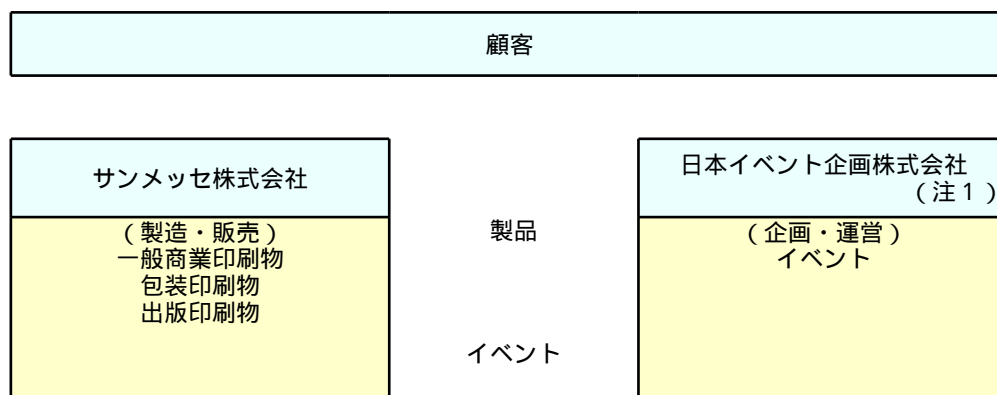 顧客
サンメッセ株式会社
日本イベント企画株式会社
(注1)
(製造・販売)
一般商業印刷物
包装印刷物
出版印刷物
製品
イベント
(企画・運営)
イベント